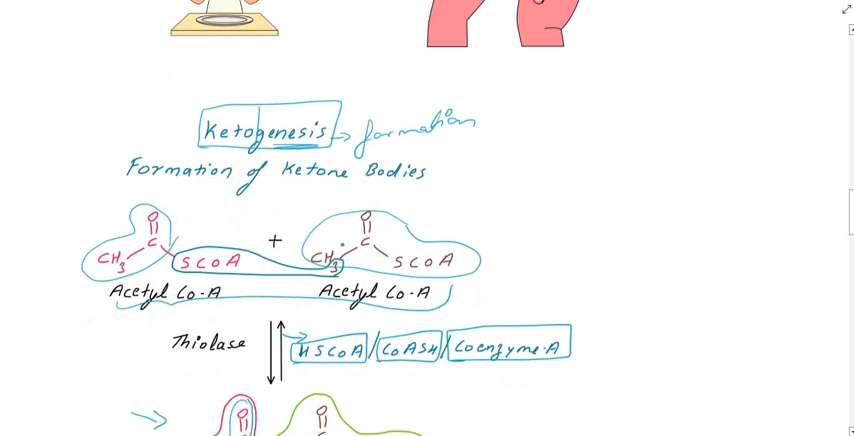 Ketogenesis → formation
Formation of Ketone Bodies
O
C
CH3
SCoA
+
O
C
CH3
SCoA
Acetyl Co-A
Acetyl Co-A
Thiolase
HSCoA/CoASH/Coenzyme-A
O
O